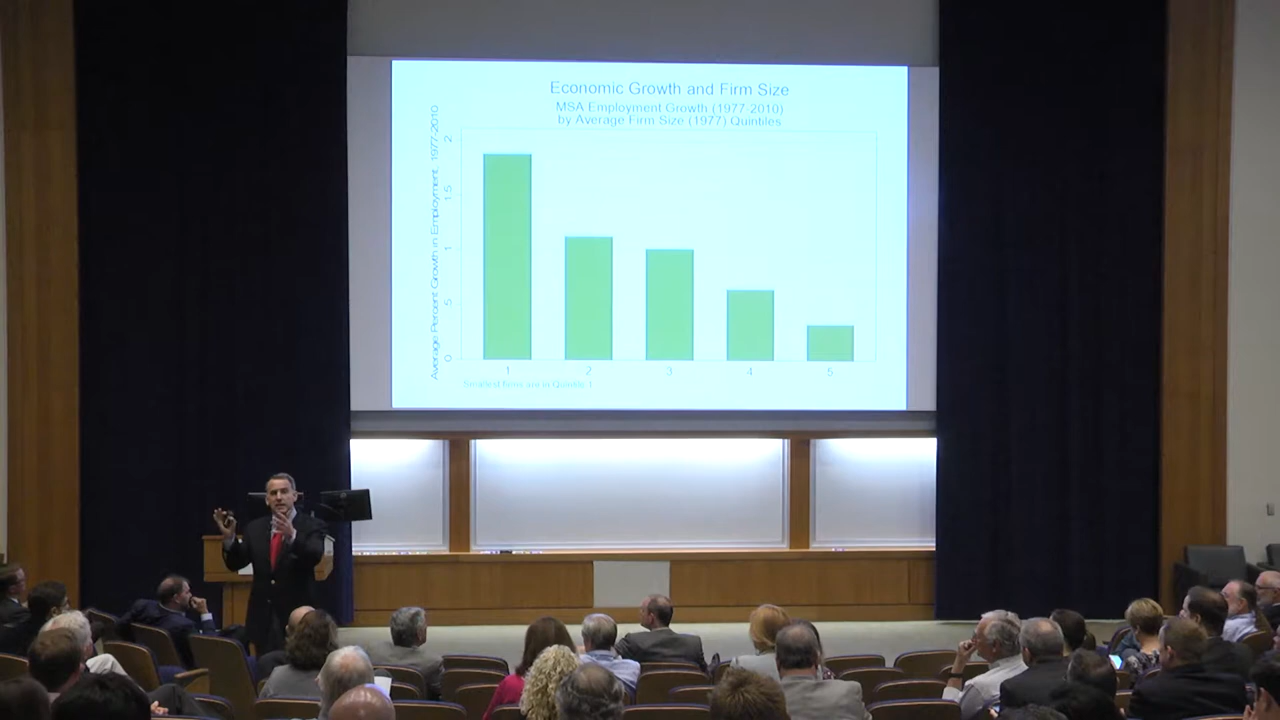 Economic Growth and Firm Size
MSA Employment Growth (1977-2010)
by Average Firm Size (1977) Quintiles
Average Percent Growth in Employment, 1977-2010
2
1.5
1
.5
0
1 2 3 4 5
Smallest firms are in Quintile 1